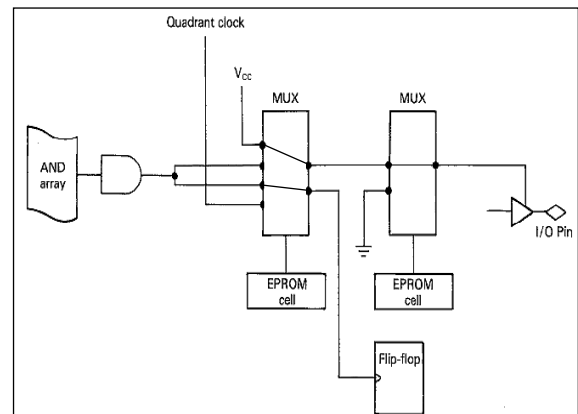 Quadrant clock
VCC
MUX
MUX
AND
array
I/O Pin
EPROM
cell
EPROM
cell
Flip-flop